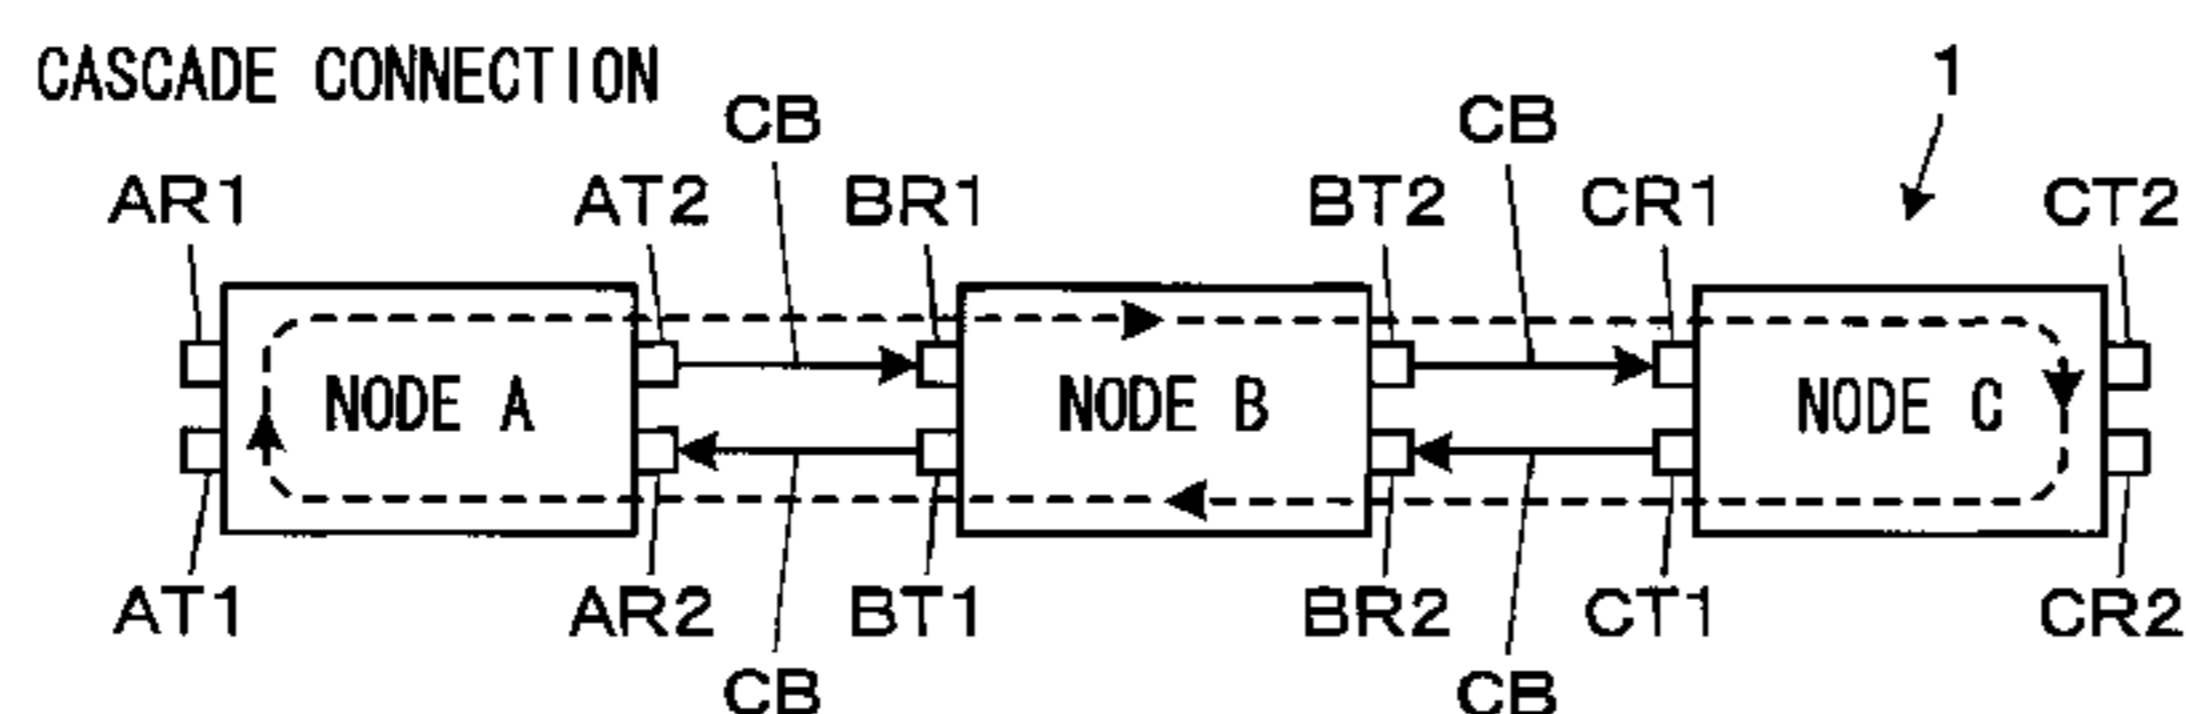 CASCADE CONNECTION
1
CB CB
AR1 AT2 BR1 BT2 CR1 CT2
NODE A NODE B NODE C
AT1 AR2 BT1 BR2 CT1 CR2
CB CB